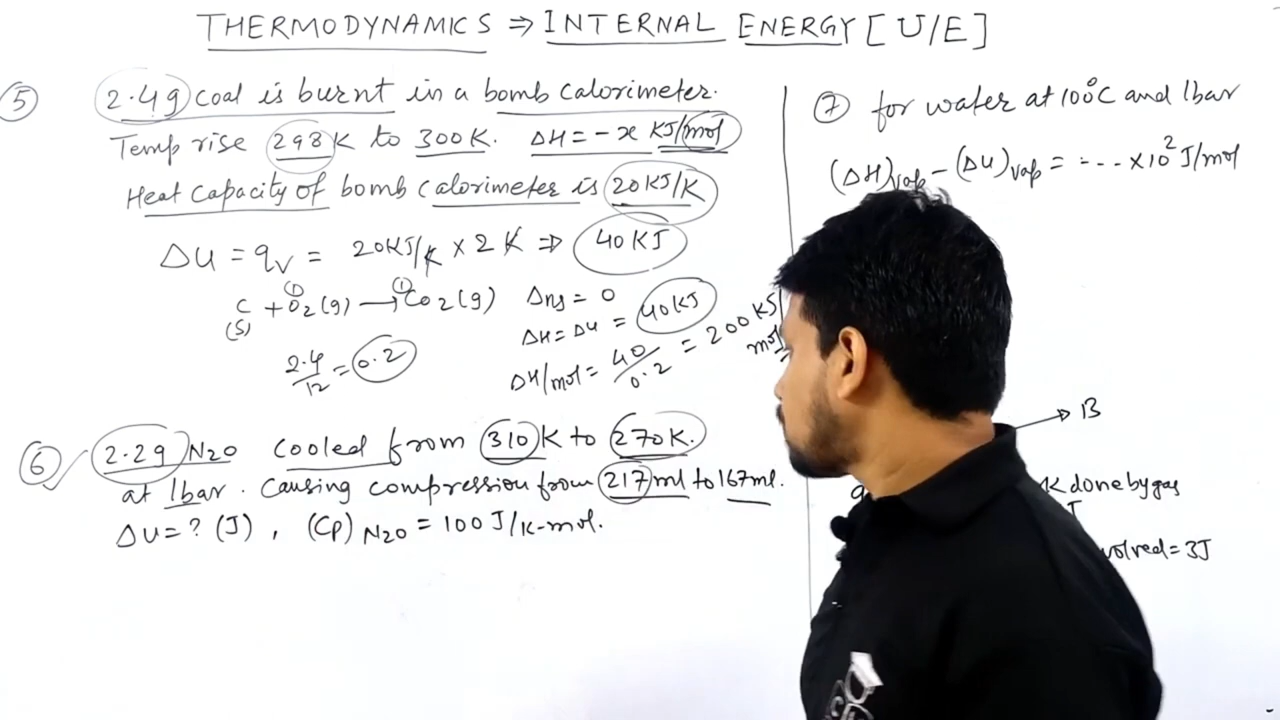 THERMODYNAMICS ⇒ INTERNAL ENERGY [U/E]
5 2.4g coal is burnt in a bomb calorimeter.
Temp rise 298K to 300K. ΔH = -x KJ/mol
Heat capacity of bomb calorimeter is 20KJ/K
ΔU = qv = 20KJ/K × 2 K ⇒ 40KJ
① ①
C + O2(g) → CO2(g) Δng = 0
(S)
ΔH = ΔU = 40KJ
2.4/12 = 0.2
ΔH/mol = 40/0.2 = 200 KJ/mol
6 2.2g N2O cooled from 310K to 270K.
at 1bar. causing compression from 217ml to 167ml.
ΔU = ? (J), (Cp) N2O = 100 J/K-mol.
7 for water at 100°C and 1bar
(ΔH)vap - (ΔU)vap = --- ×10² J/mol
B
K done by gas
volved = 3J